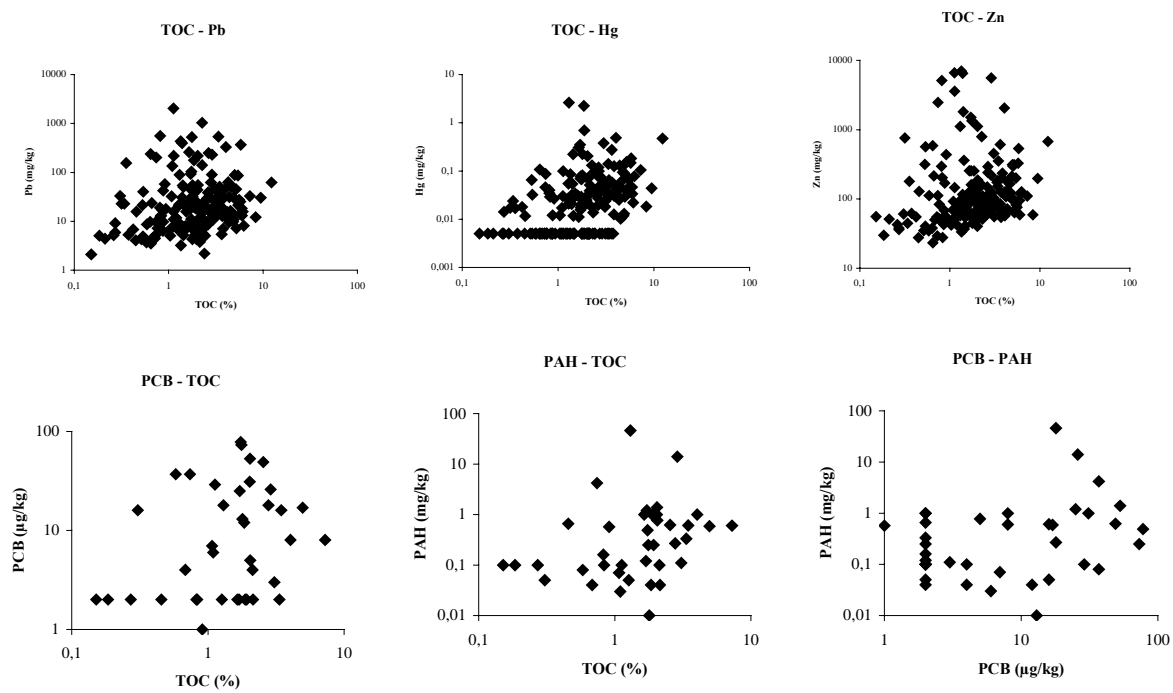 TOC - Pb
10000
1000
100
10
1
0,1
1
10
100
Pb (mg/kg)
TOC (%)
TOC - Hg
10
1
0,1
0,01
0,001
0,1
1
10
100
Hg (mg/kg)
TOC (%)
TOC - Zn
10000
1000
100
10
0,1
1
10
100
Zn (mg/kg)
TOC (%)
PCB - TOC
100
10
1
0,1
1
10
PCB (µg/kg)
TOC (%)
PAH - TOC
100
10
1
0,1
0,01
0,1
1
10
PAH (mg/kg)
TOC (%)
PCB - PAH
100
10
1
0,1
0,01
1
10
100
PAH (mg/kg)
PCB (µg/kg)